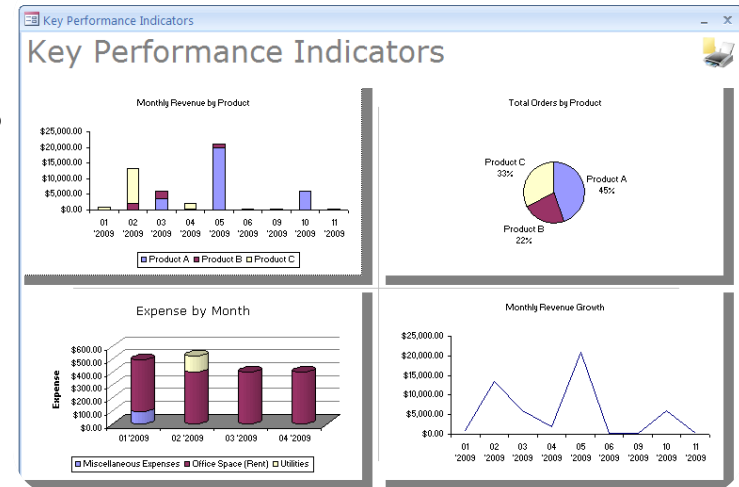 Key Performance Indicators
Key Performance Indicators
Monthly Revenue by Product
$25,000.00
$20,000.00
$15,000.00
$10,000.00
$5,000.00
$0.00
01 02 03 04 05 06 09 10 11
'2009 '2009 '2009 '2009 '2009 '2009 '2009 '2009 '2009
Product A Product B Product C
Total Orders by Product
Product C
33%
Product A
45%
Product B
22%
Expense by Month
Expense
$600.00
$500.00
$400.00
$300.00
$200.00
$100.00
$0.00
01 '2009 02 '2009 03 '2009 04 '2009
Miscellaneous Expenses Office Space (Rent) Utilities
Monthly Revenue Growth
$25,000.00
$20,000.00
$15,000.00
$10,000.00
$5,000.00
$0.00
01 02 03 04 05 06 09 10 11
'2009 '2009 '2009 '2009 '2009 '2009 '2009 '2009 '2009